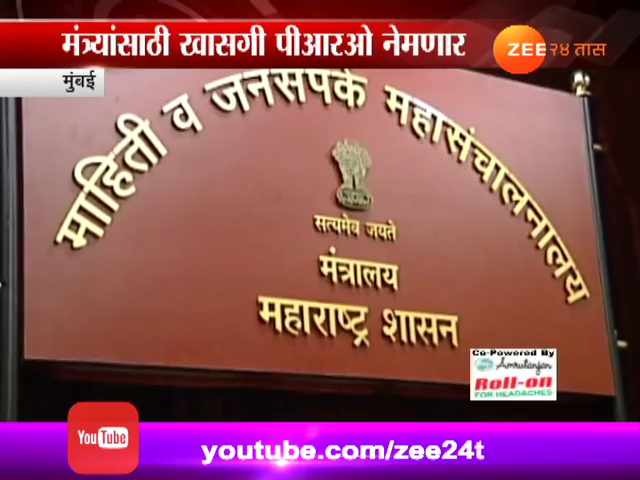 मंत्र्यांसाठी खासगी पीआरओ नेमणार
ZEE २४ तास
मुंबई
माहिती व जनसंपर्क महासंचालनालय
सत्यमेव जयते
मंत्रालय
महाराष्ट्र शासन
Co-Powered By
Amrutanjan
Roll-on
FOR HEADACHES
YouTube
youtube.com/zee24t